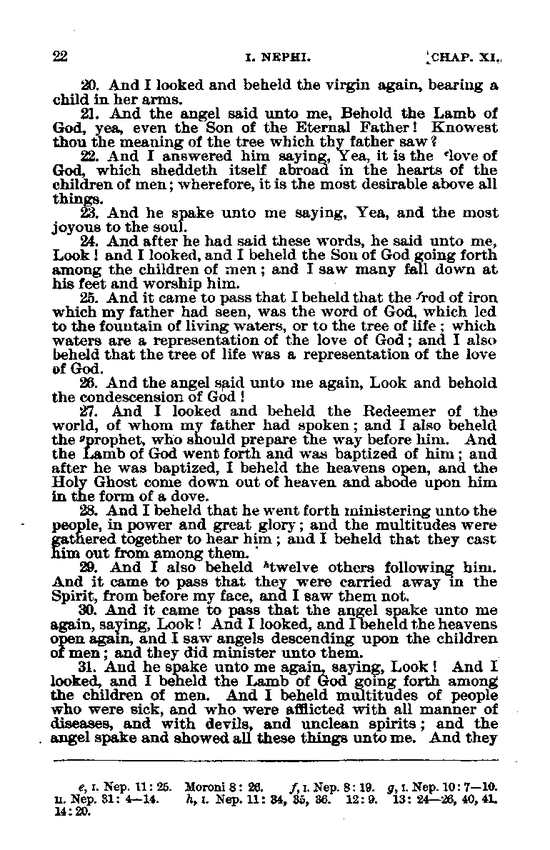 22 I. NEPHI. [CHAP. XI.
20. And I looked and beheld the virgin again, bearing a
child in her arms.
21. And the angel said unto me, Behold the Lamb of
God, yea, even the Son of the Eternal Father! Knowest
thou the meaning of the tree which thy father saw?
22. And I answered him saying, Yea, it is the ᵉlove of
God, which sheddeth itself abroad in the hearts of the
children of men; wherefore, it is the most desirable above all
things.
23. And he spake unto me saying, Yea, and the most
joyous to the soul.
24. And after he had said these words, he said unto me,
Look! and I looked, and I beheld the Son of God going forth
among the children of men; and I saw many fall down at
his feet and worship him.
25. And it came to pass that I beheld that the ᶠrod of iron
which my father had seen, was the word of God, which led
to the fountain of living waters, or to the tree of life; which
waters are a representation of the love of God; and I also
beheld that the tree of life was a representation of the love
of God.
26. And the angel said unto me again, Look and behold
the condescension of God!
27. And I looked and beheld the Redeemer of the
world, of whom my father had spoken; and I also beheld
the ᵍprophet, who should prepare the way before him. And
the Lamb of God went forth and was baptized of him; and
after he was baptized, I beheld the heavens open, and the
Holy Ghost come down out of heaven and abode upon him
in the form of a dove.
28. And I beheld that he went forth ministering unto the
people, in power and great glory; and the multitudes were
gathered together to hear him; and I beheld that they cast
him out from among them.
29. And I also beheld ʰtwelve others following him.
And it came to pass that they were carried away in the
Spirit, from before my face, and I saw them not.
30. And it came to pass that the angel spake unto me
again, saying, Look! And I looked, and I beheld the heavens
open again, and I saw angels descending upon the children
of men; and they did minister unto them.
31. And he spake unto me again, saying, Look! And I
looked, and I beheld the Lamb of God going forth among
the children of men. And I beheld multitudes of people
who were sick, and who were afflicted with all manner of
diseases, and with devils, and unclean spirits; and the
angel spake and showed all these things unto me. And they
e, I. Nep. 11: 25. Moroni 8: 26. f, I. Nep. 8: 19. g, I. Nep. 10: 7—10.
II. Nep. 31: 4—14. h, I. Nep. 11: 34, 35, 36. 12: 9. 13: 24—26, 40, 41.
14: 20.